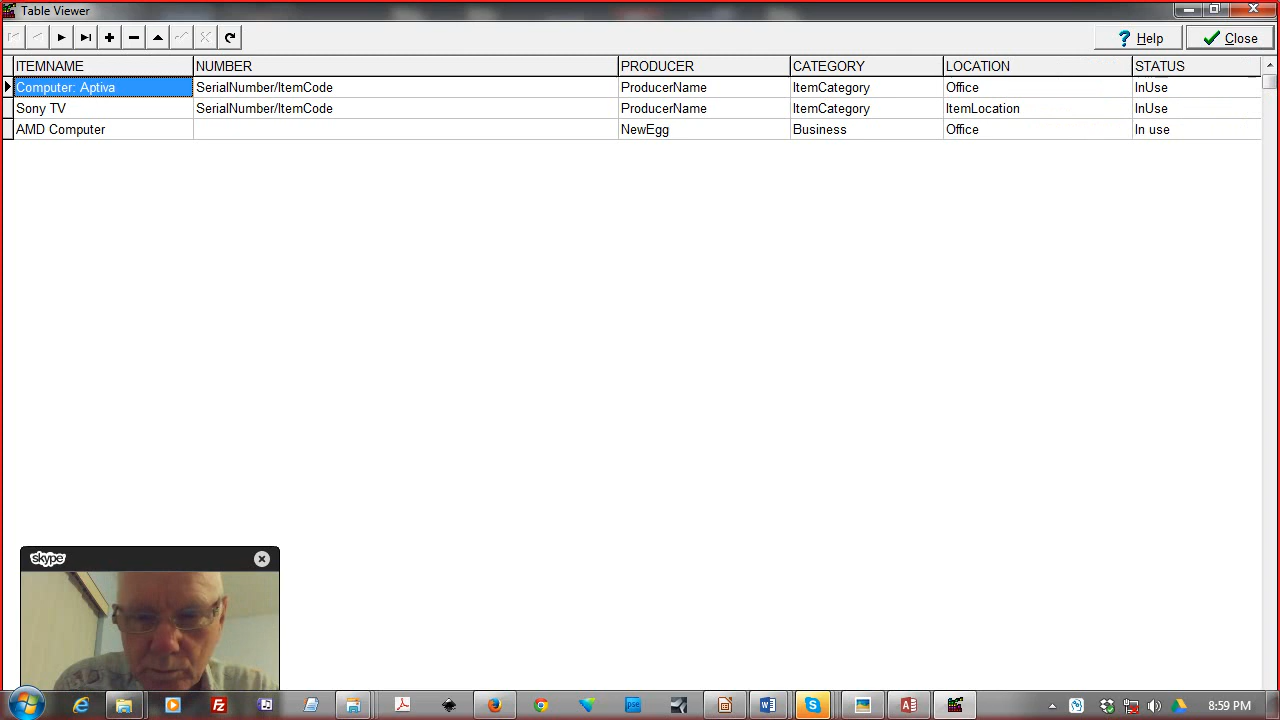 Table Viewer
Help
Close
ITEMNAME NUMBER PRODUCER CATEGORY LOCATION STATUS
Computer: Aptiva SerialNumber/ItemCode ProducerName ItemCategory Office InUse
Sony TV SerialNumber/ItemCode ProducerName ItemCategory ItemLocation InUse
AMD Computer NewEgg Business Office In use
skype
pse
8:59 PM